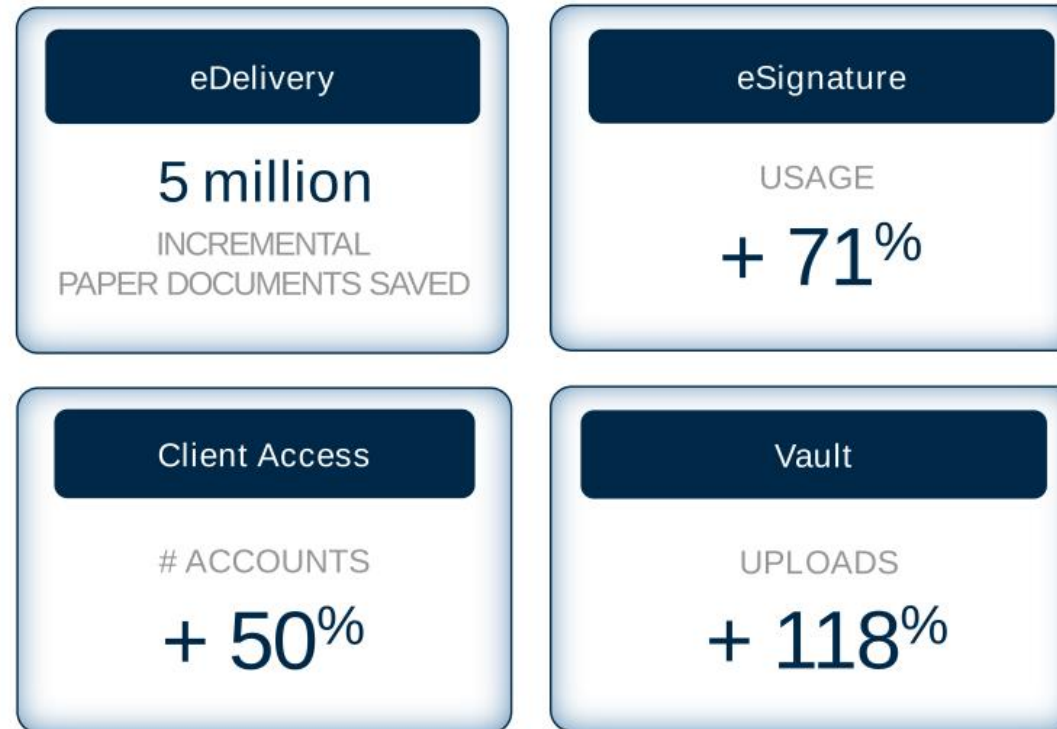 eDelivery
5 million
INCREMENTAL
PAPER DOCUMENTS SAVED
eSignature
USAGE
+ 71%
Client Access
# ACCOUNTS
+ 50%
Vault
UPLOADS
+ 118%